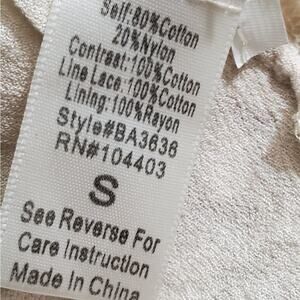 Self:80%Cotton
20%Nylon
Contrast:100%Cotton
Line Lace:100%Cotton
Lining:100%Rayon
Style#BA3636
RN#104403
S
See Reverse For
Care Instruction
Made In China